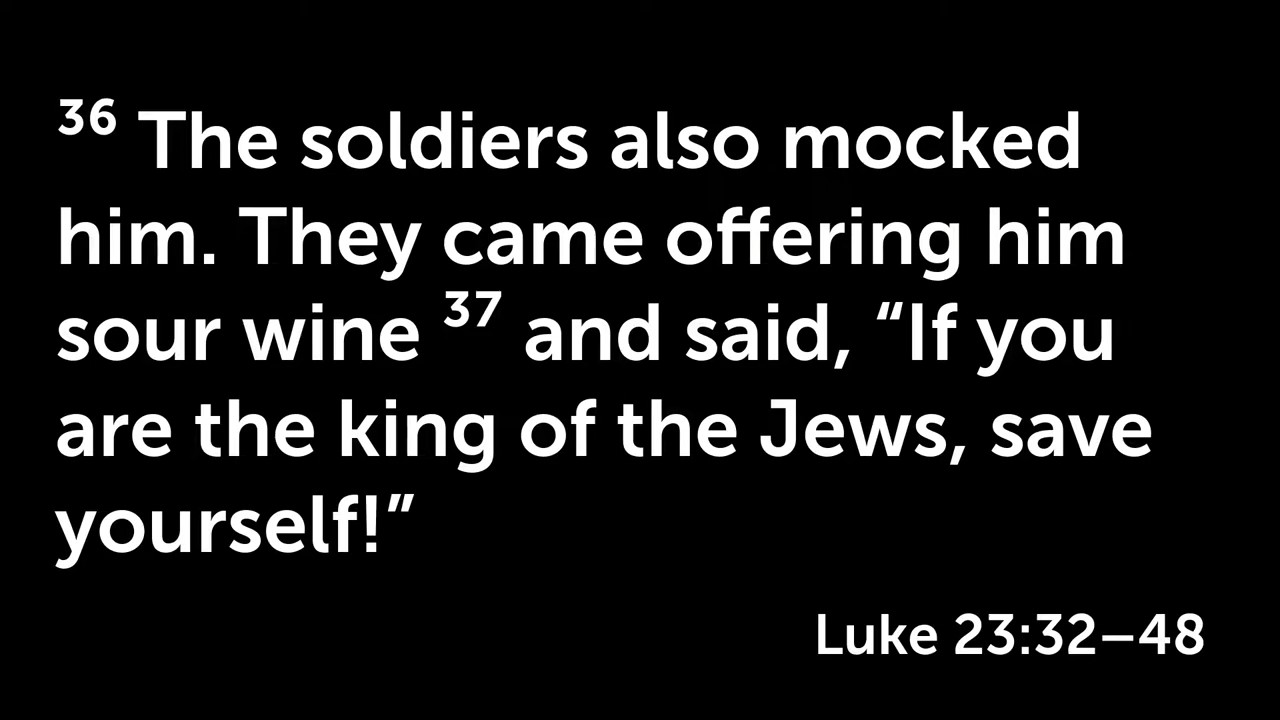 ³⁶ The soldiers also mocked
him. They came offering him
sour wine ³⁷ and said, “If you
are the king of the Jews, save
yourself!”
Luke 23:32–48